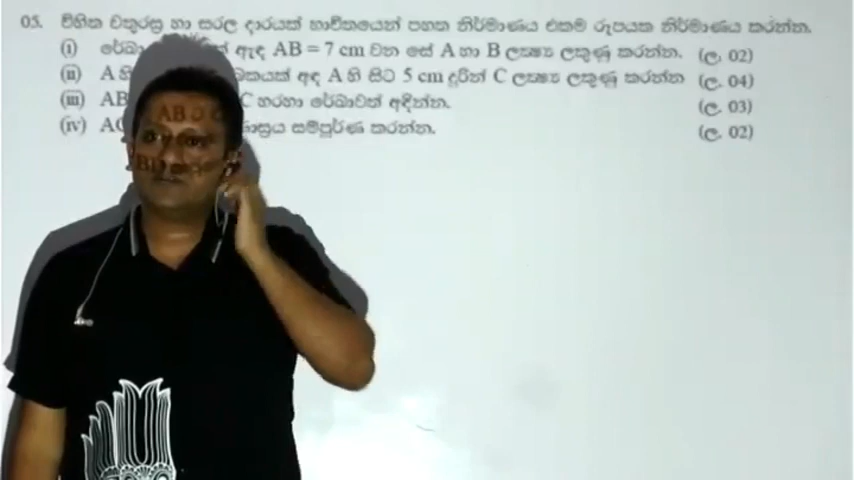 05. විහිත චතුරස්‍ර හා සරල දාරයක් භාවිතයෙන් පහත නිර්මාණය එකම රූපයක නිර්මාණය කරන්න.
(i) ඇඳ AB = 7 cm වන සේ A හා B ලක්‍ෂ්‍ය ලකුණු කරන්න. (ල. 02)
(ii) A හි අඳ A හි සිට 5 cm දුරින් C ලක්‍ෂ්‍ය ලකුණු කරන්න (ල. 04)
(iii) AB C හරහා රේඛාවක් අඳින්න. (ල. 03)
(iv) සම්පූර්ණ කරන්න. (ල. 02)